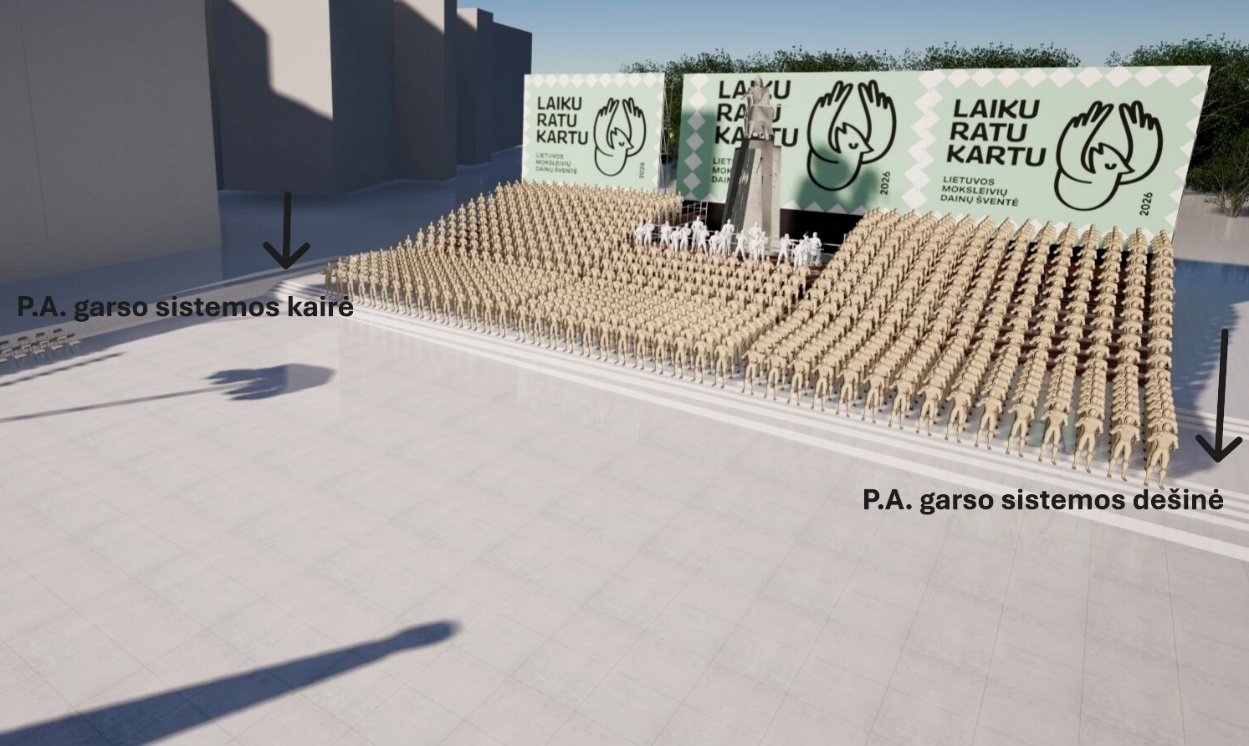 LAIKU
RATU
KARTU
LIETUVOS
MOKSLEIVIŲ
DAINŲ ŠVENTĖ
2026
LAIKU
RATU
KARTU
2026
LAIKU
RATU
KARTU
LIETUVOS
MOKSLEIVIŲ
DAINŲ ŠVENTĖ
2026
P.A. garso sistemos kairė
P.A. garso sistemos dešinė